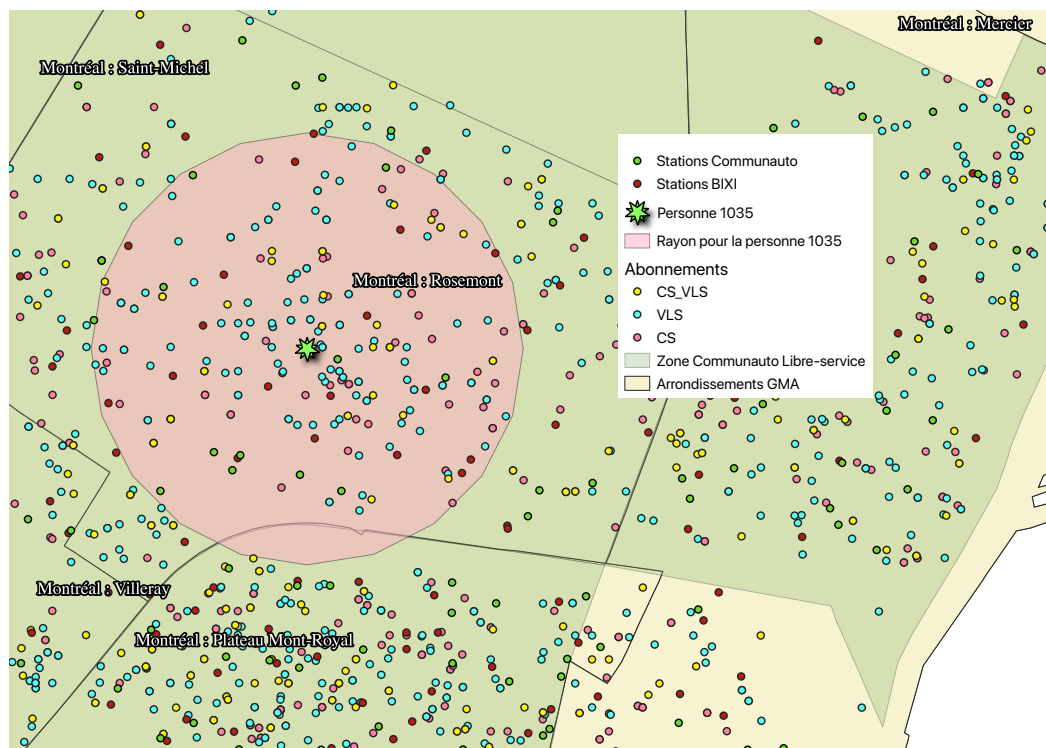 Montréal : Mercier
Montréal : Saint-Michél
Stations Communauto
Stations BIXI
Personne 1035
Rayon pour la personne 1035
Montréal : Rosemont
Abonnements
CS_VLS
VLS
CS
Zone Communauto Libre-service
Arrondissements GMA
Montréal : Villeray
Montréal : Plateau Mont-Royal